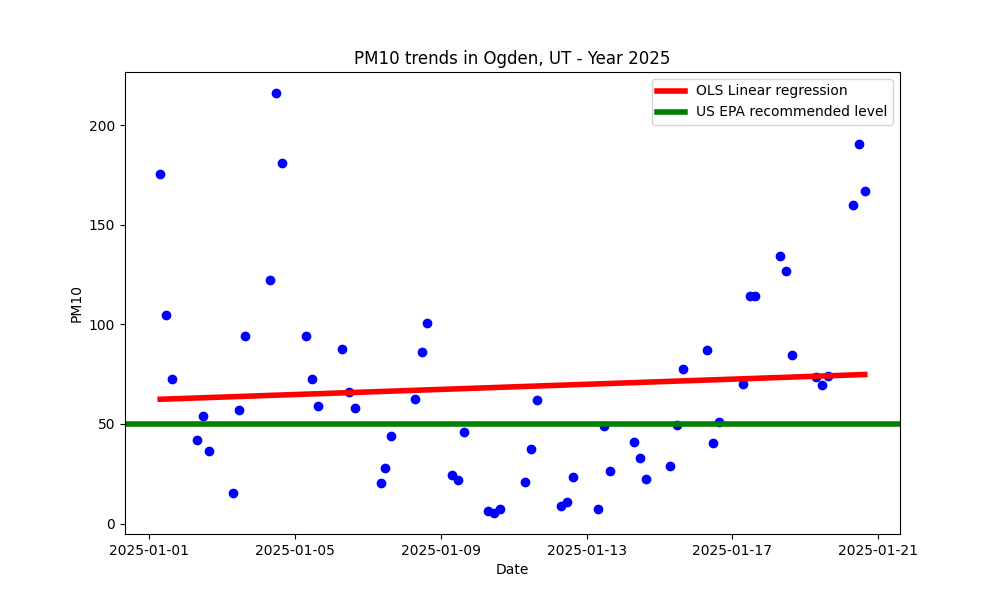 PM10 trends in Ogden, UT - Year 2025
OLS Linear regression
US EPA recommended level
PM10
200
150
100
50
0
2025-01-01
2025-01-05
2025-01-09
2025-01-13
2025-01-17
2025-01-21
Date